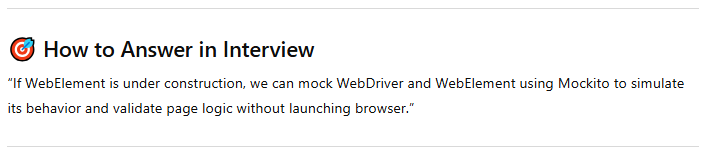 🎯 How to Answer in Interview
“If WebElement is under construction, we can mock WebDriver and WebElement using Mockito to simulate
its behavior and validate page logic without launching browser.”